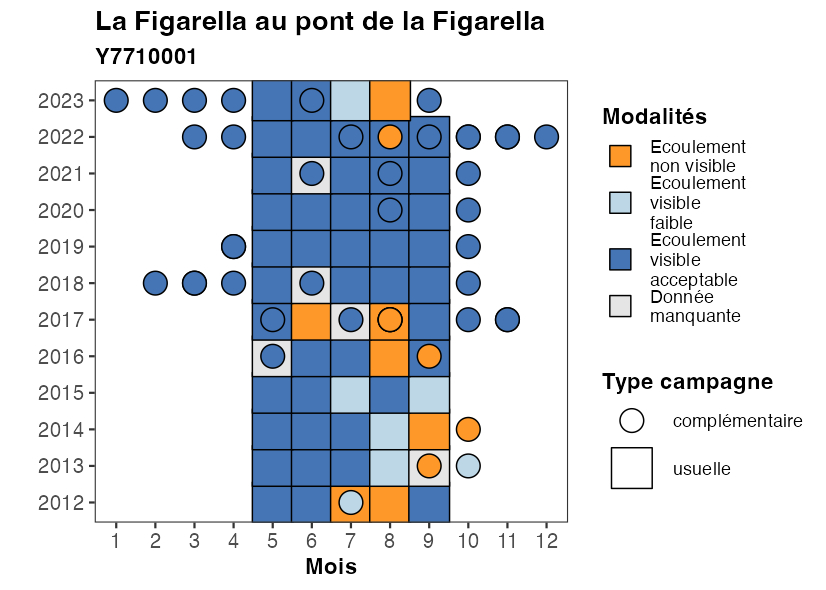 La Figarella au pont de la Figarella
Y7710001
2023
2022
2021
2020
2019
2018
2017
2016
2015
2014
2013
2012
1 2 3 4 5 6 7 8 9 10 11 12
Mois
Modalités
Ecoulement
non visible
Ecoulement
visible
faible
Ecoulement
visible
acceptable
Donnée
manquante
Type campagne
complémentaire
usuelle